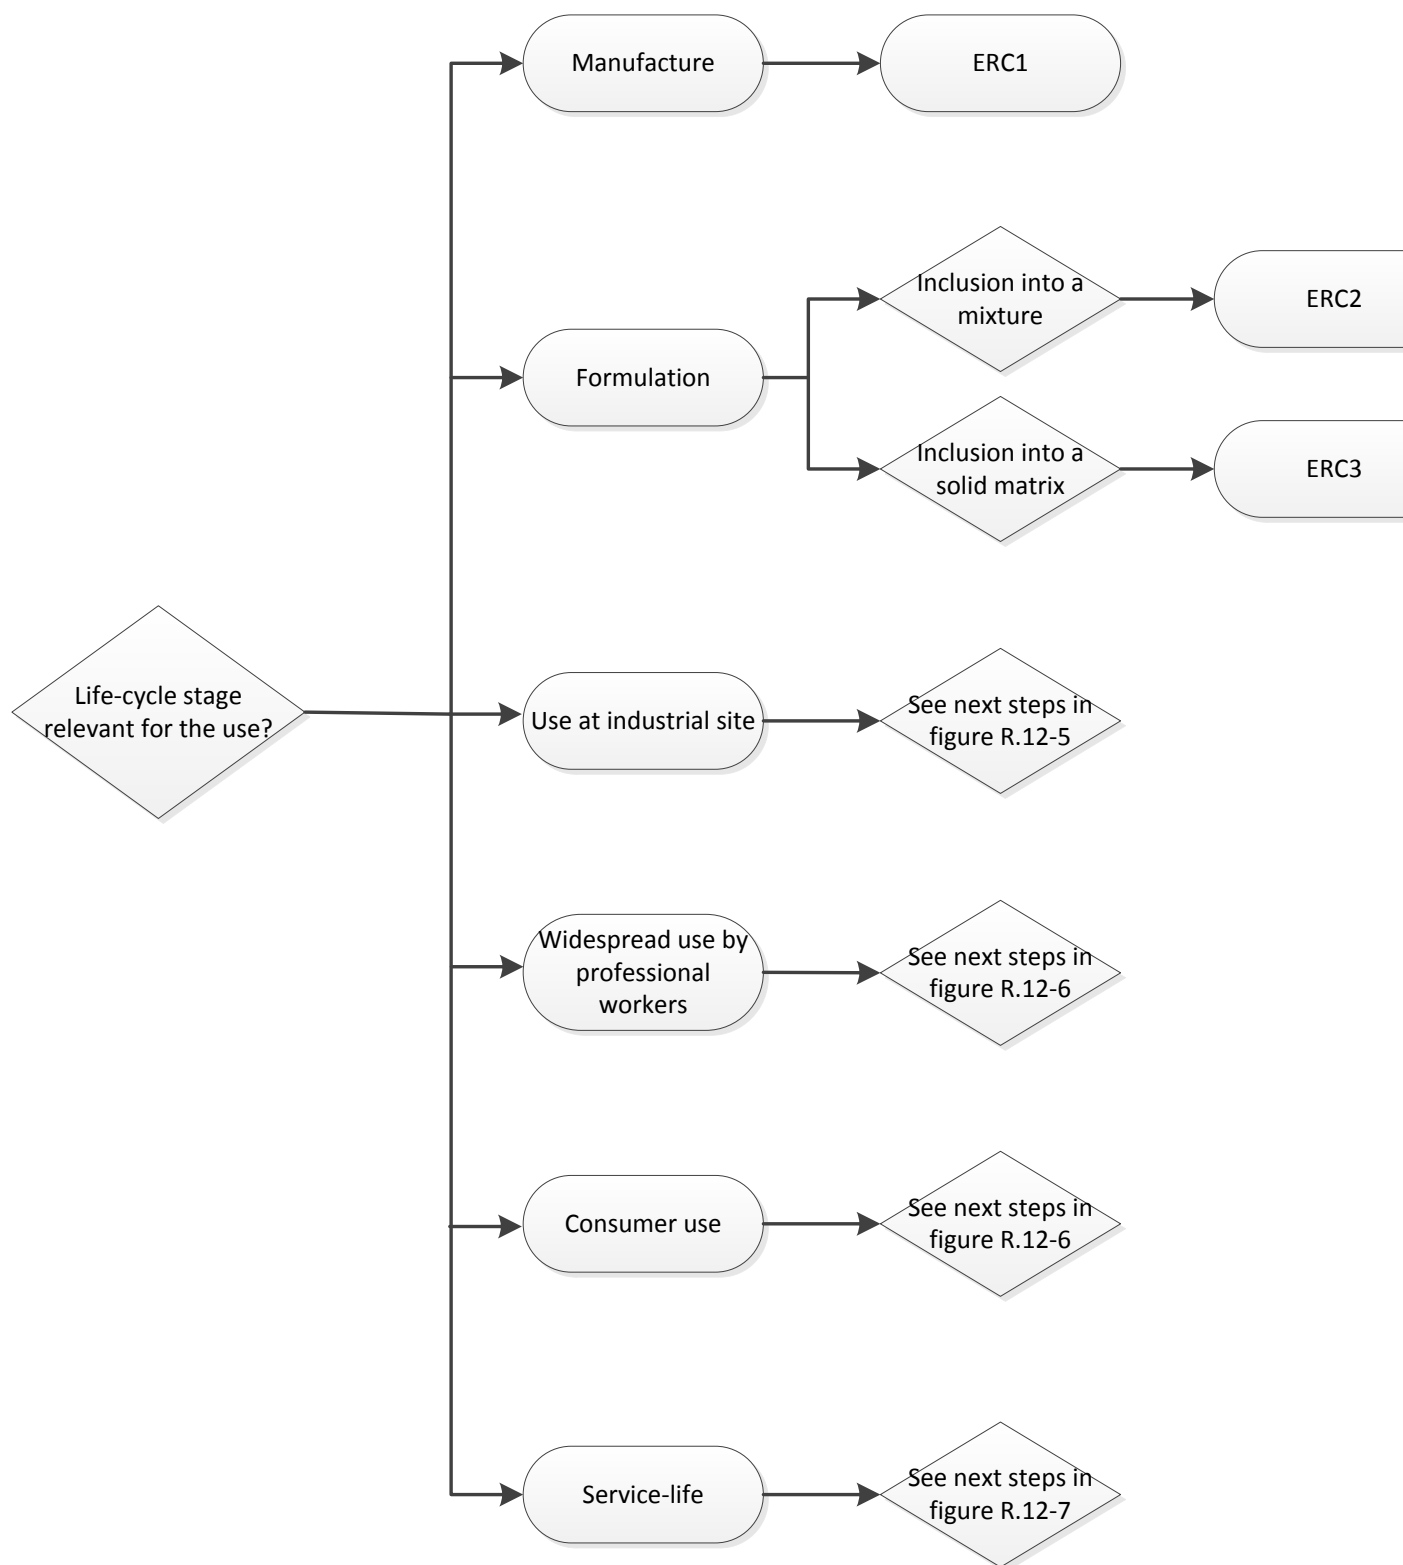 Manufacture
ERC1
Inclusion into a
mixture
ERC2
Formulation
Inclusion into a
solid matrix
ERC3
Life-cycle stage
relevant for the use?
Use at industrial site
See next steps in
figure R.12-5
Widespread use by
professional
workers
See next steps in
figure R.12-6
Consumer use
See next steps in
figure R.12-6
Service-life
See next steps in
figure R.12-7